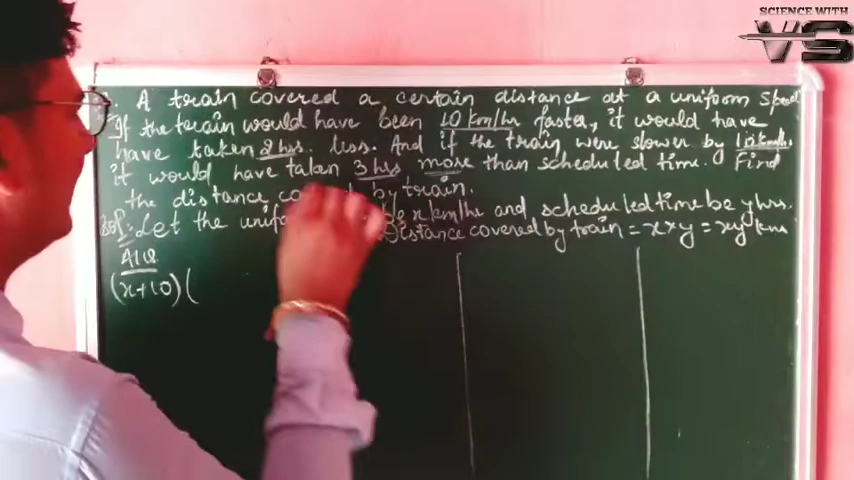 SCIENCE WITH
VS
. A train covered a certain distance at a uniform speed
If the train would have been 10 km/hr faster, it would have
have taken 2 hrs. less. And if the train were slower by 10 km/h.
it would have taken 3 hrs more than scheduled time. Find
the distance by train.
Sol: Let the x km/hr and scheduled time be y hrs.
Distance covered by train = x×y = xy kms
A1Q
(x+10)(